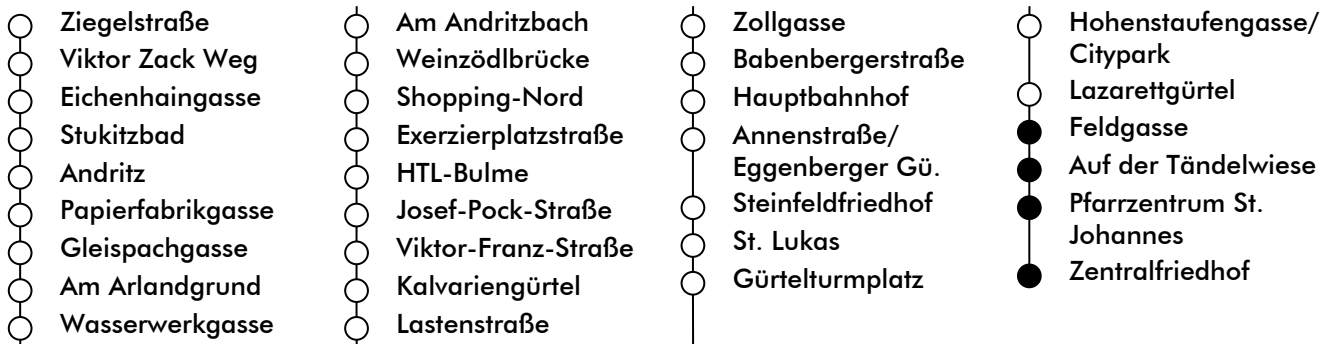 Ziegelstraße
Viktor Zack Weg
Eichenhaingasse
Stukitzbad
Andritz
Papierfabrikgasse
Gleispachgasse
Am Arlandgrund
Wasserwerkgasse
Am Andritzbach
Weinzödlbrücke
Shopping-Nord
Exerzierplatzstraße
HTL-Bulme
Josef-Pock-Straße
Viktor-Franz-Straße
Kalvariengürtel
Lastenstraße
Zollgasse
Babenbergerstraße
Hauptbahnhof
Annenstraße/
Eggenberger Gü.
Steinfeldfriedhof
St. Lukas
Gürtelturmplatz
Hohenstaufengasse/
Citypark
Lazarettgürtel
Feldgasse
Auf der Tändelwiese
Pfarrzentrum St.
Johannes
Zentralfriedhof